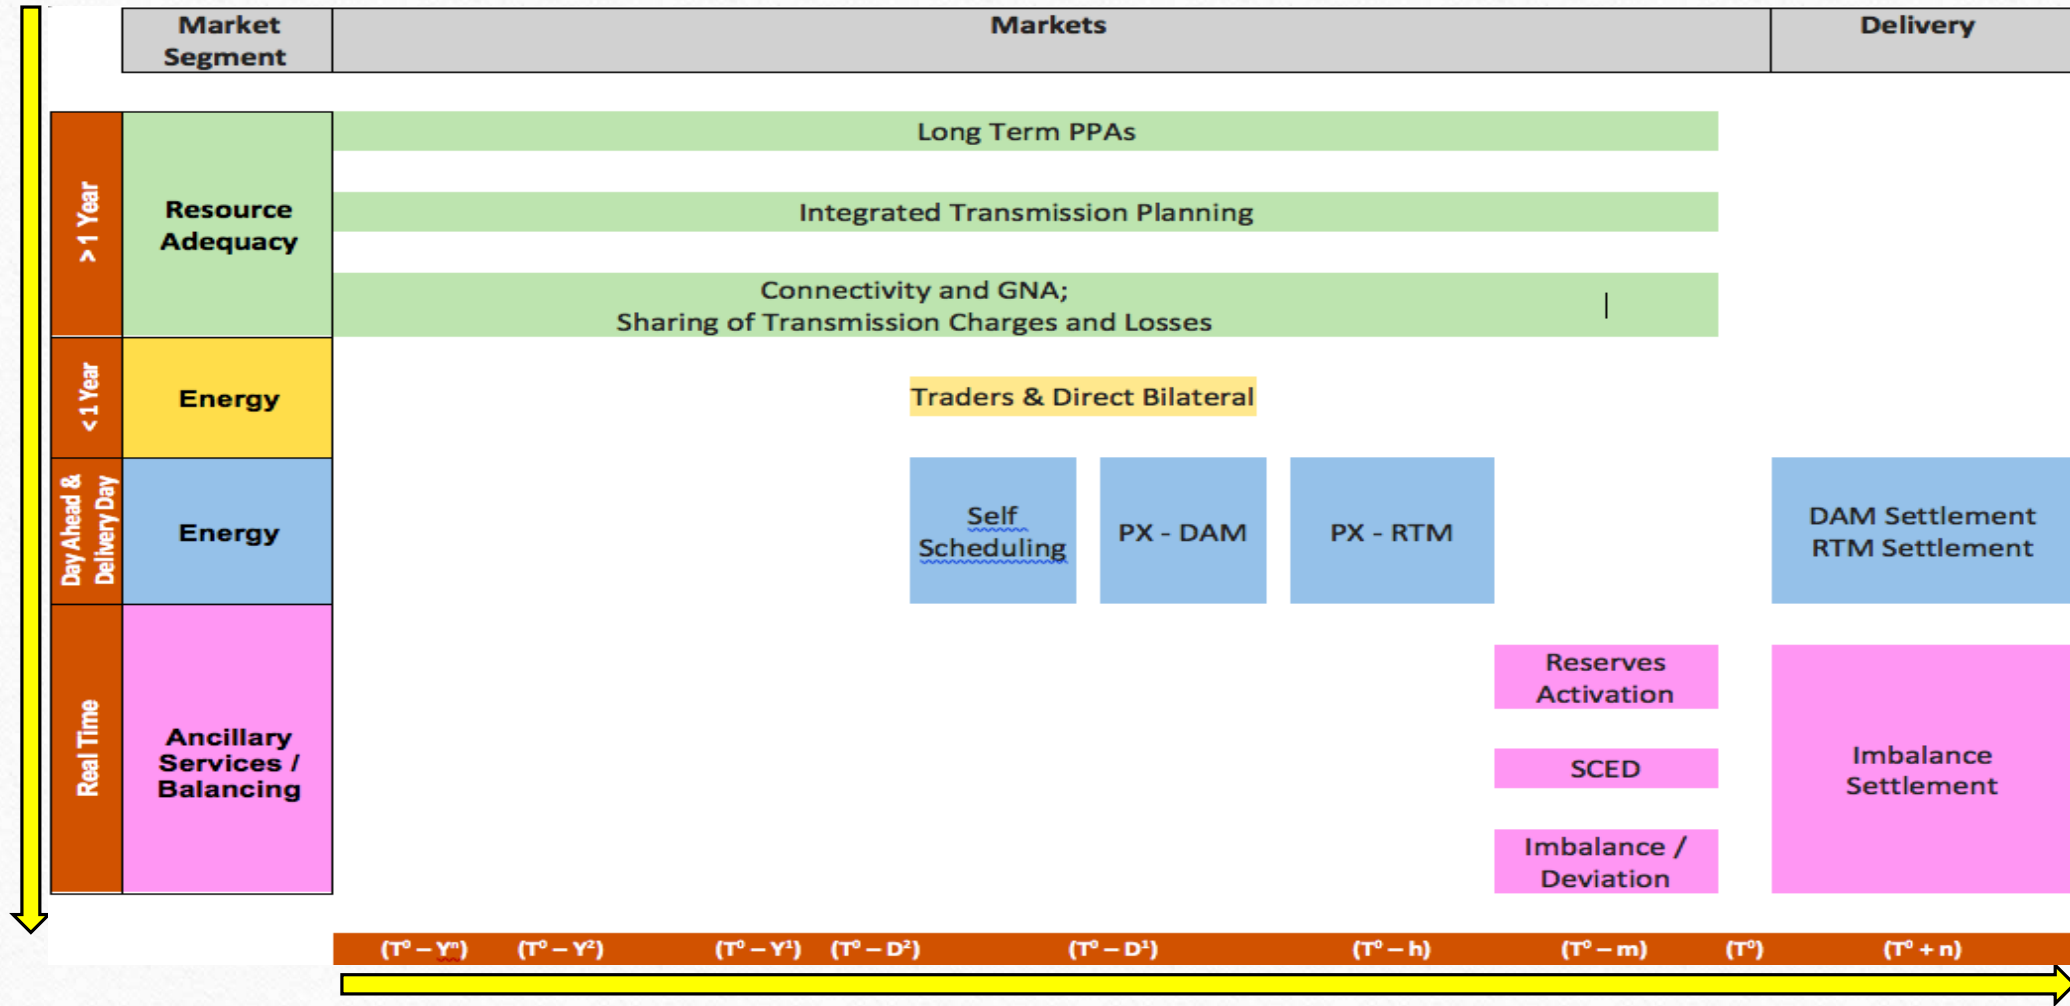 Market
Segment
Markets
Delivery
> 1 Year
Resource
Adequacy
Long Term PPAs
Integrated Transmission Planning
Connectivity and GNA;
Sharing of Transmission Charges and Losses
< 1 Year
Energy
Traders & Direct Bilateral
Day Ahead &
Delivery Day
Energy
Self
Scheduling
PX - DAM
PX - RTM
DAM Settlement
RTM Settlement
Real Time
Ancillary
Services /
Balancing
Reserves
Activation
SCED
Imbalance /
Deviation
Imbalance
Settlement
(T⁰ – Yⁿ) (T⁰ – Y²) (T⁰ – Y¹) (T⁰ – D²) (T⁰ – D¹) (T⁰ – h) (T⁰ – m) (T⁰) (T⁰ + n)